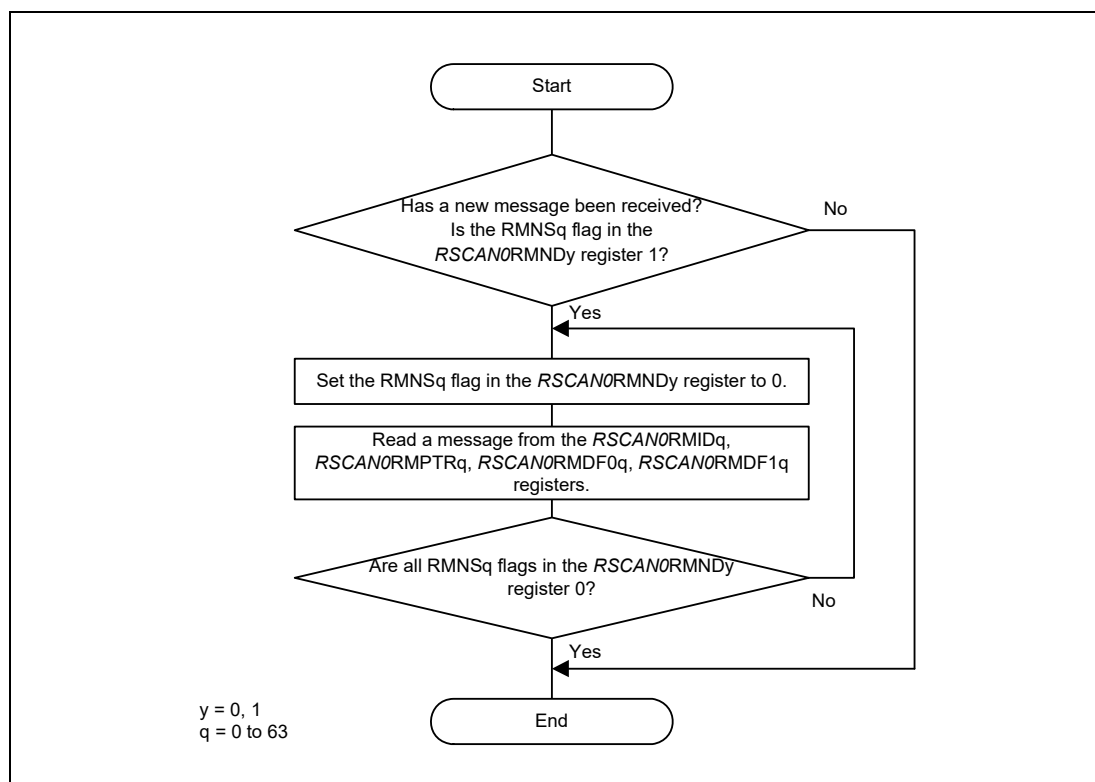 Start
Has a new message been received?
Is the RMNSq flag in the
RSCAN0RMNDy register 1?
No
Yes
Set the RMNSq flag in the RSCAN0RMNDy register to 0.
Read a message from the RSCAN0RMIDq,
RSCAN0RMPTRq, RSCAN0RMDF0q, RSCAN0RMDF1q
registers.
Are all RMNSq flags in the RSCAN0RMNDy
register 0?
No
Yes
End
y = 0, 1
q = 0 to 63